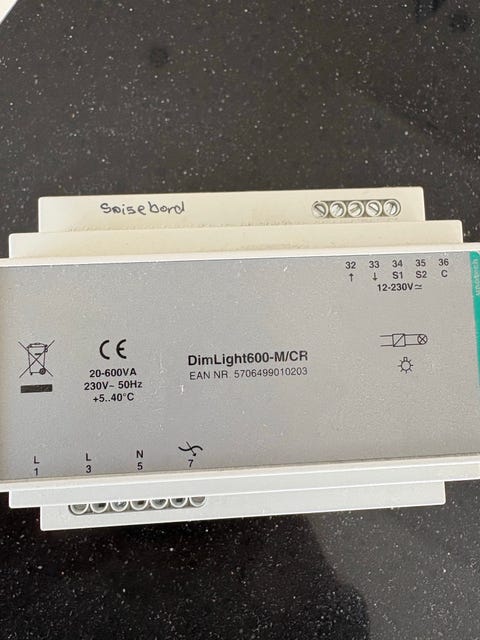 Spisebord
32 33 34 35 36
↑ ↓ S1 S2 C
12-230V≂
CE
20-600VA
230V~ 50Hz
+5..40°C
DimLight600-M/CR
EAN NR. 5706499010203
L L N
1 3 5 7